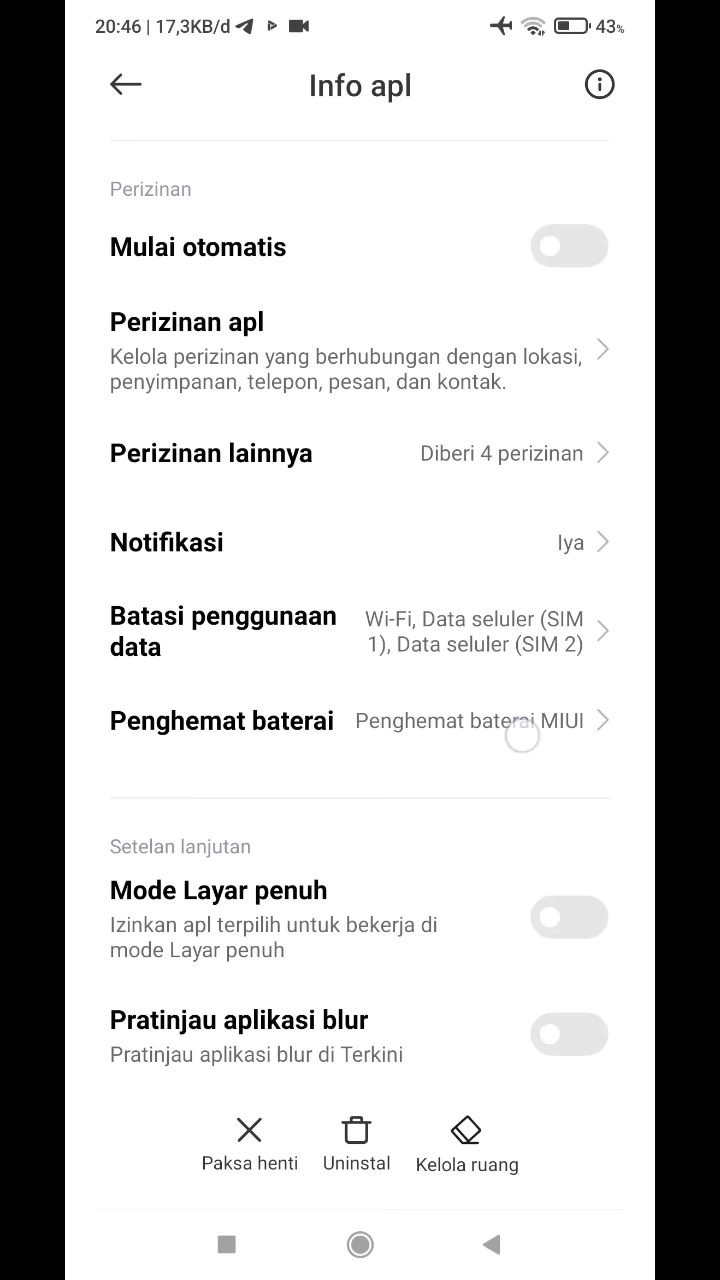 20:46 | 17,3KB/d
43%
Info apl
Perizinan
Mulai otomatis
Perizinan apl
Kelola perizinan yang berhubungan dengan lokasi,
penyimpanan, telepon, pesan, dan kontak.
Perizinan lainnya
Diberi 4 perizinan
Notifikasi
Iya
Batasi penggunaan
data
Wi-Fi, Data seluler (SIM
1), Data seluler (SIM 2)
Penghemat baterai
Penghemat baterai MIUI
Setelan lanjutan
Mode Layar penuh
Izinkan apl terpilih untuk bekerja di
mode Layar penuh
Pratinjau aplikasi blur
Pratinjau aplikasi blur di Terkini
Paksa henti
Uninstal
Kelola ruang